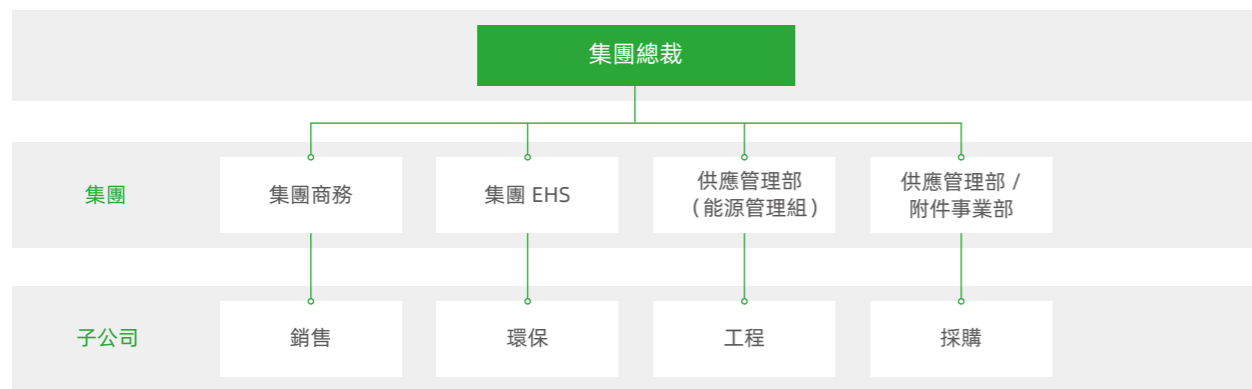 集團總裁
集團
集團商務
集團 EHS
供應管理部
(能源管理組)
供應管理部 /
附件事業部
子公司
銷售
環保
工程
採購